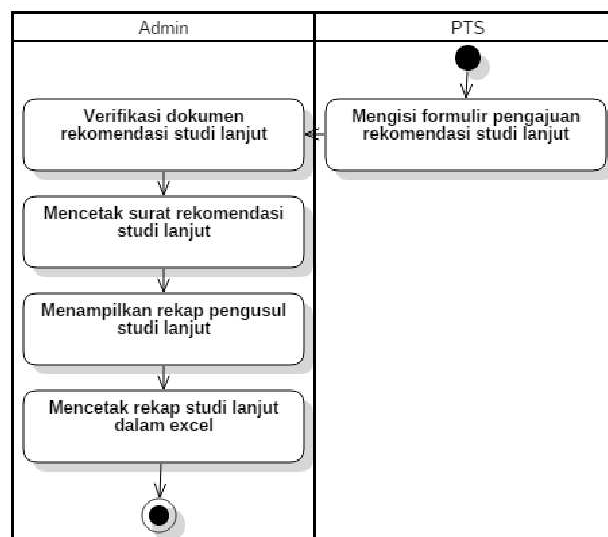 Admin
PTS
Verifikasi dokumen
rekomendasi studi lanjut
Mengisi formulir pengajuan
rekomendasi studi lanjut
Mencetak surat rekomendasi
studi lanjut
Menampilkan rekap pengusul
studi lanjut
Mencetak rekap studi lanjut
dalam excel